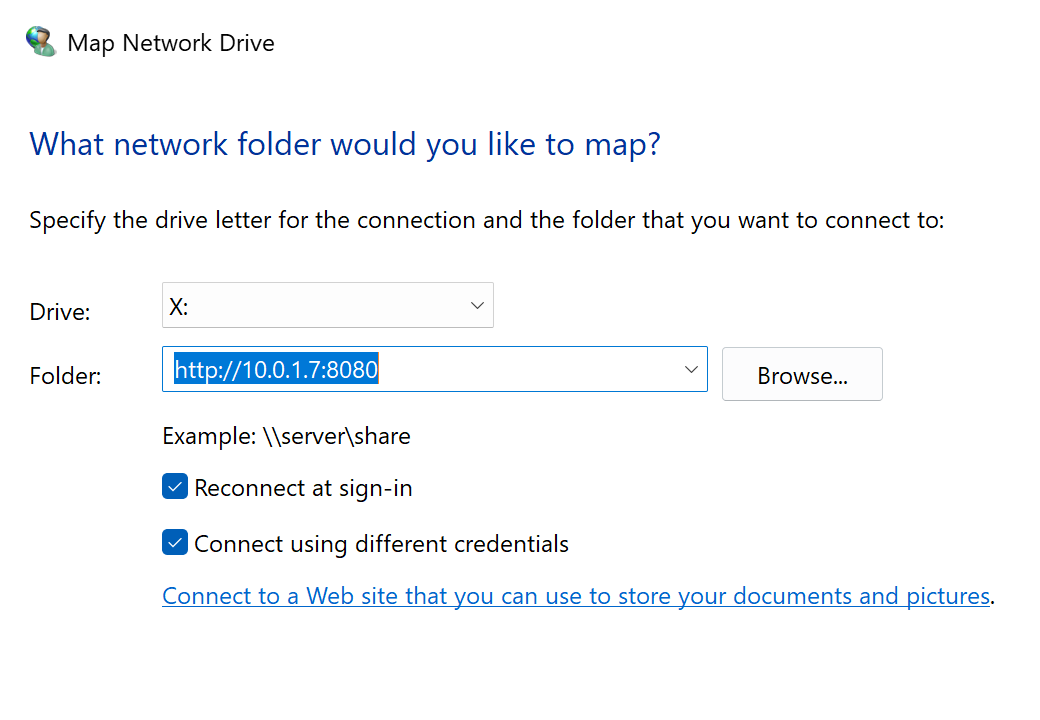 Map Network Drive
What network folder would you like to map?
Specify the drive letter for the connection and the folder that you want to connect to:
Drive: X:
Folder: http://10.0.1.7:8080 Browse...
Example: \\server\share
Reconnect at sign-in
Connect using different credentials
Connect to a Web site that you can use to store your documents and pictures.